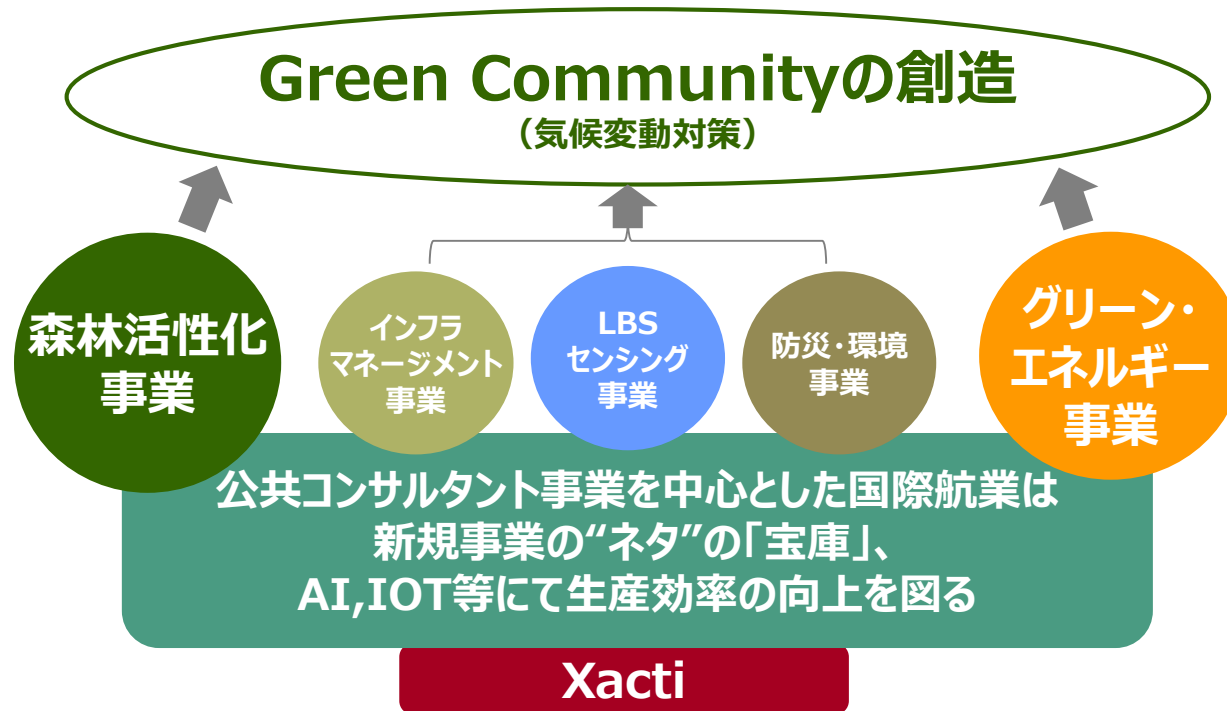 Green Communityの創造
（気候変動対策）
森林活性化
事業
インフラ
マネージメント
事業
LBS
センシング
事業
防災・環境
事業
グリーン・
エネルギー
事業
公共コンサルタント事業を中心とした国際航業は
新規事業の“ネタ”の「宝庫」、
AI,IOT等にて生産効率の向上を図る
Xacti